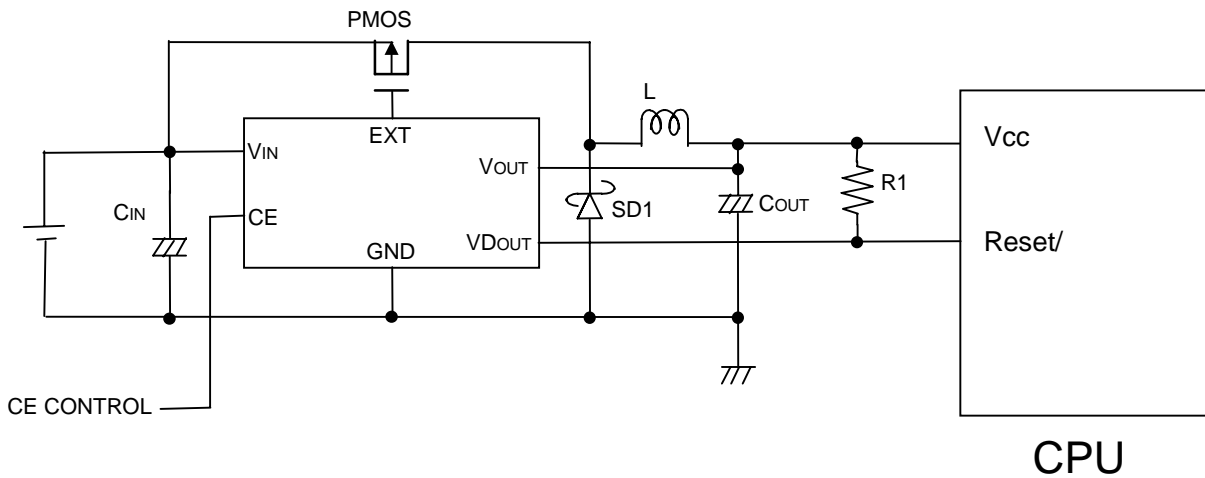 PMOS
L
EXT
VIN
VOUT
Vcc
R1
CIN
CE
SD1
COUT
GND
VDOUT
Reset/
CE CONTROL
CPU